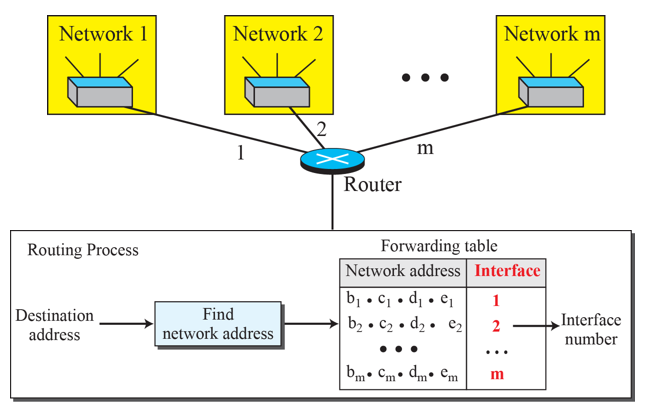 Network 1
Network 2
Network m
• • •
1
2
m
Router
Routing Process
Forwarding table
Network address
Interface
Destination
address
Find
network address
b₁ • c₁ • d₁ • e₁
1
b₂ • c₂ • d₂ • e₂
2
• • •
...
bₘ • cₘ • dₘ • eₘ
m
Interface
number